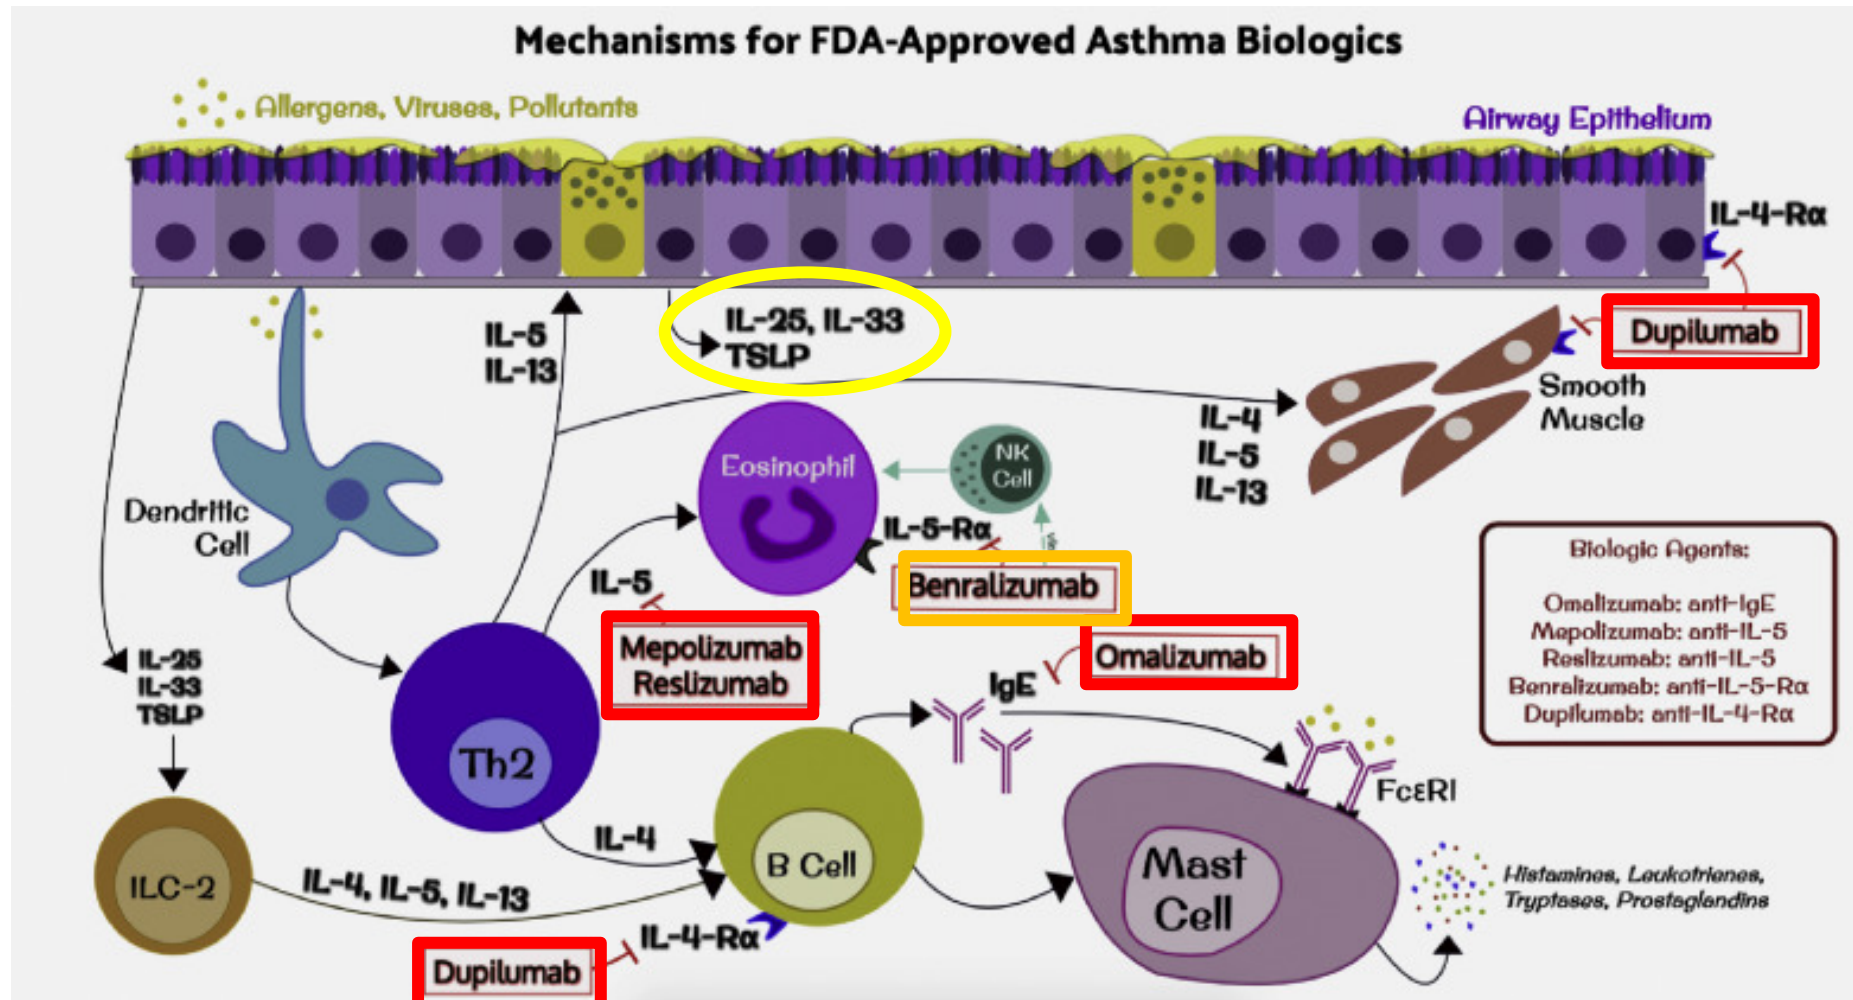 Mechanisms for FDA-Approved Asthma Biologics
Allergens, Viruses, Pollutants
Airway Epithelium
IL-4-Rα
IL-5
IL-13
IL-25, IL-33
TSLP
Dupilumab
Smooth
Muscle
IL-4
IL-5
IL-13
Eosinophil
NK
Cell
Dendritic
Cell
IL-5-Rα
IL-5
Benralizumab
Mepolizumab
Reslizumab
Omalizumab
IgE
Biologic Agents:
Omalizumab: anti-IgE
Mepolizumab: anti-IL-5
Reslizumab: anti-IL-5
Benralizumab: anti-IL-5-Rα
Dupilumab: anti-IL-4-Rα
IL-25
IL-33
TSLP
Th2
FcεRI
IL-4
B Cell
Mast
Cell
ILC-2
IL-4, IL-5, IL-13
Histamines, Leukotrienes,
Tryptases, Prostaglandins
IL-4-Rα
Dupilumab